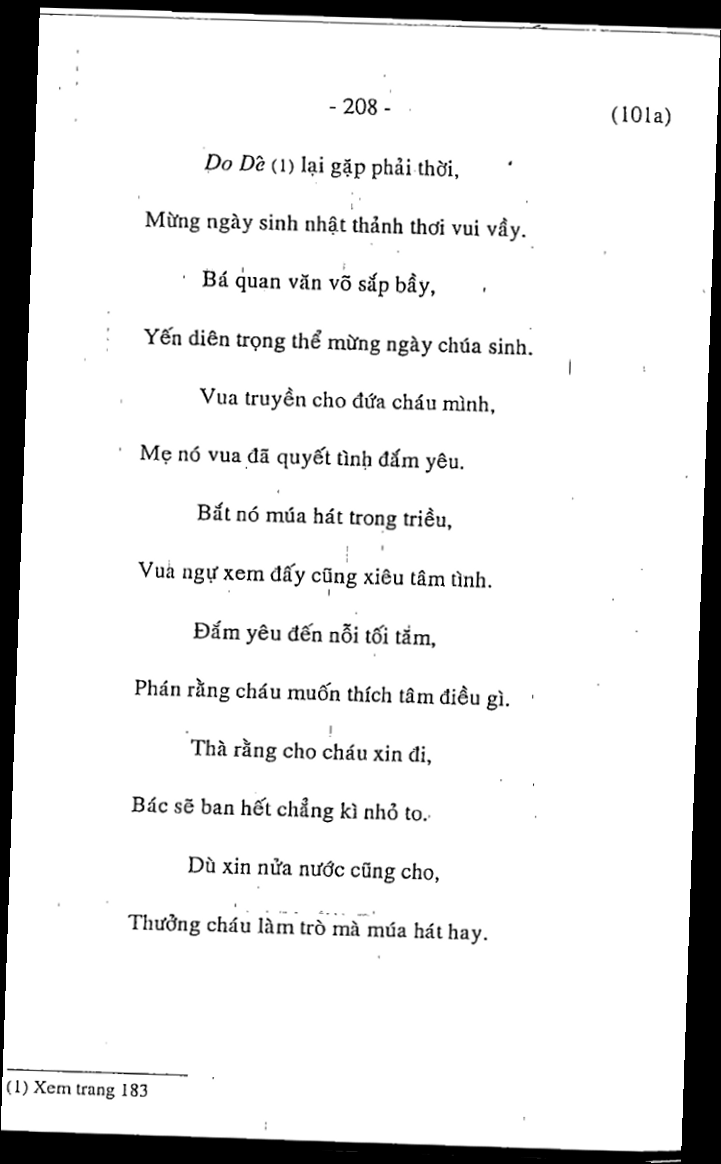 - 208 -
(101a)
Do Dê (1) lại gặp phải thời,
Mừng ngày sinh nhật thảnh thơi vui vầy.
Bá quan văn võ sắp bầy,
Yến diên trọng thể mừng ngày chúa sinh.
Vua truyền cho đứa cháu mình,
Mẹ nó vua đã quyết tình đắm yêu.
Bắt nó múa hát trong triều,
Vua ngự xem đấy cũng xiêu tâm tình.
Đắm yêu đến nỗi tối tăm,
Phán rằng cháu muốn thích tâm điều gì.
Thà rằng cho cháu xin đi,
Bác sẽ ban hết chẳng kì nhỏ to.
Dù xin nửa nước cũng cho,
Thưởng cháu làm trò mà múa hát hay.
(1) Xem trang 183